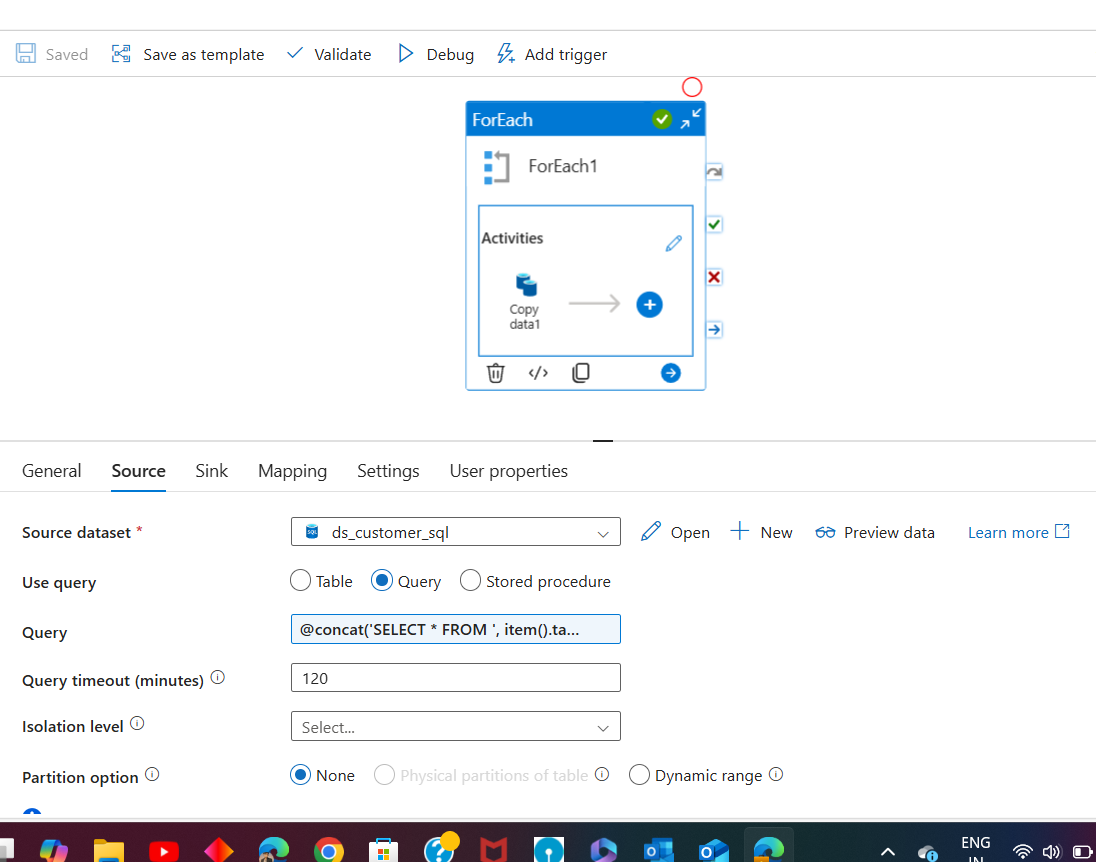 Saved Save as template Validate Debug Add trigger
ForEach
ForEach1
Activities
Copy
data1
General Source Sink Mapping Settings User properties
Source dataset * ds_customer_sql Open New Preview data Learn more
Use query Table Query Stored procedure
Query @concat('SELECT * FROM ', item().ta...
Query timeout (minutes) 120
Isolation level Select...
Partition option None Physical partitions of table Dynamic range
ENG
IN